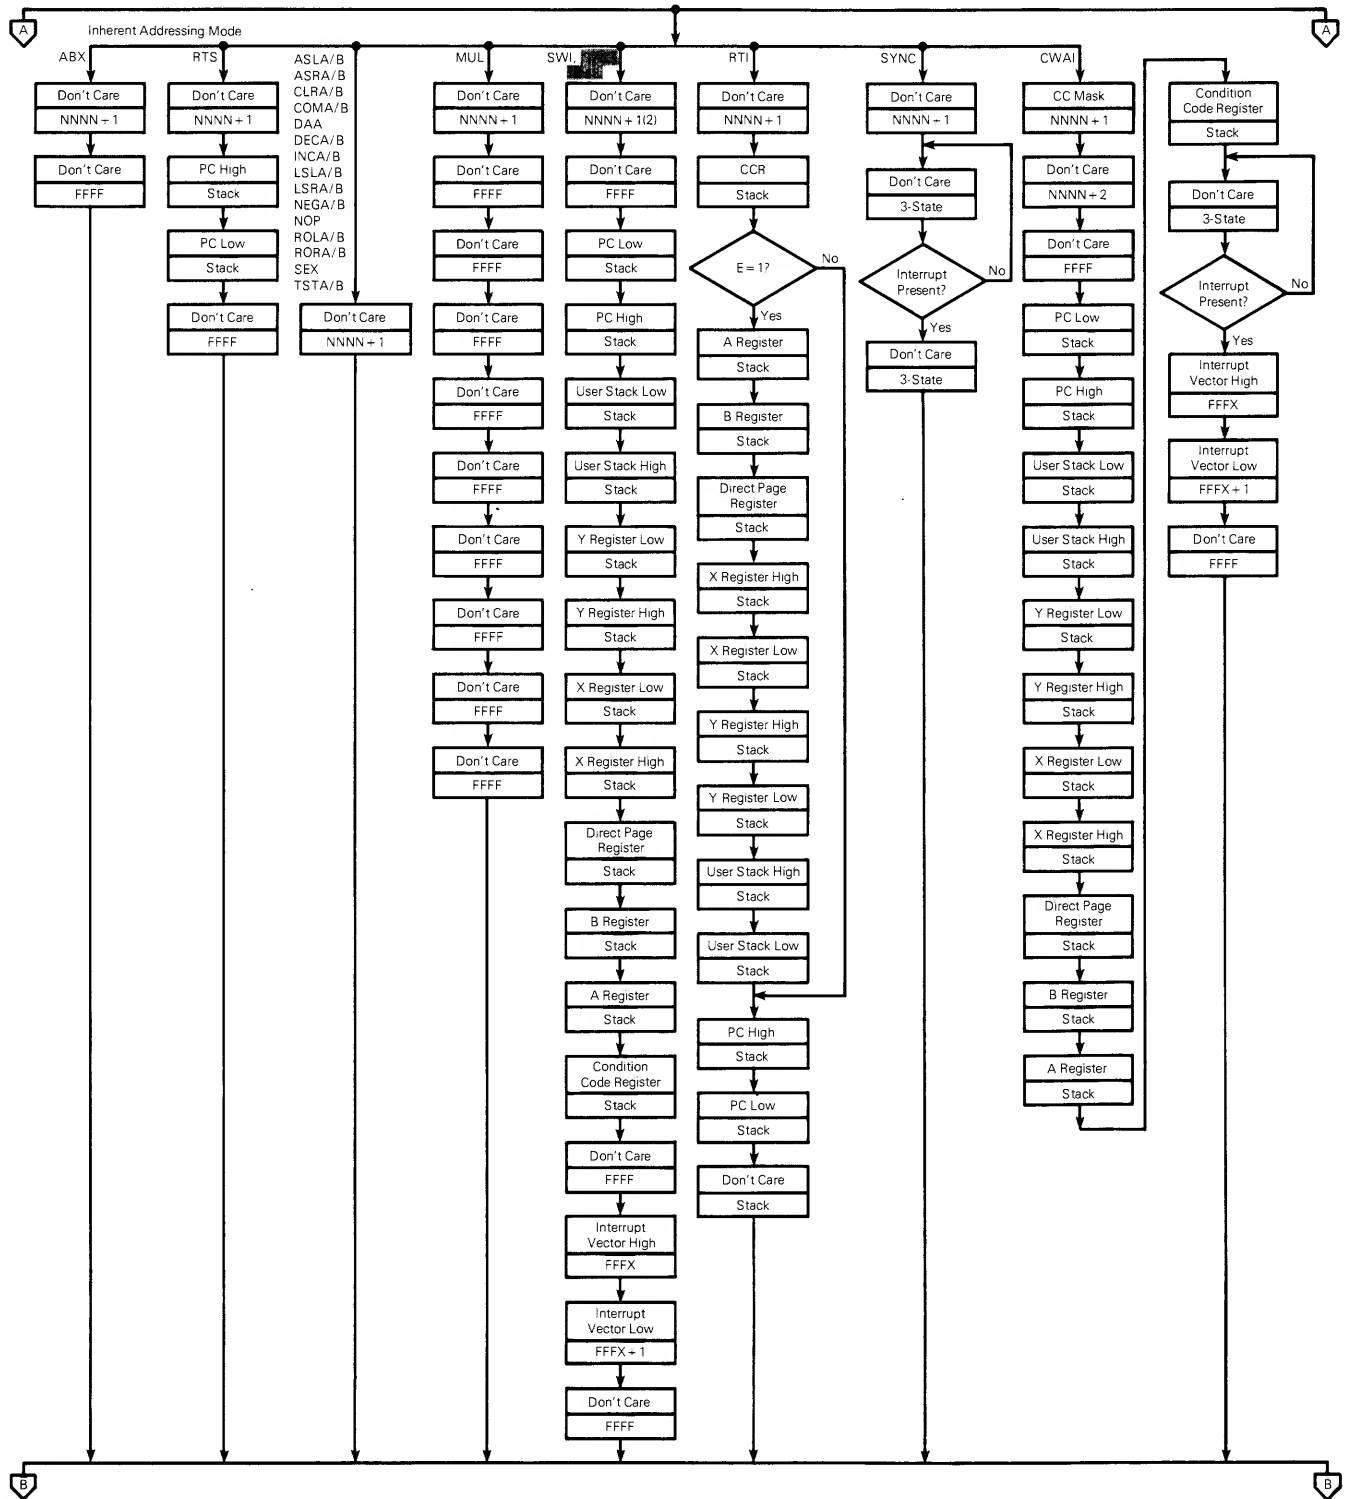 A
A
Inherent Addressing Mode
ABX
Don't Care
NNNN + 1
Don't Care
FFFF
RTS
Don't Care
NNNN + 1
PC High
Stack
PC Low
Stack
Don't Care
FFFF
ASLA/B
ASRA/B
CLRA/B
COMA/B
DAA
DECA/B
INCA/B
LSLA/B
LSRA/B
NEGA/B
NOP
ROLA/B
RORA/B
SEX
TSTA/B
Don't Care
NNNN + 1
MUL
Don't Care
NNNN + 1
Don't Care
FFFF
Don't Care
FFFF
Don't Care
FFFF
Don't Care
FFFF
Don't Care
FFFF
Don't Care
FFFF
Don't Care
FFFF
Don't Care
FFFF
Don't Care
FFFF
SWI,
Don't Care
NNNN + 1(2)
Don't Care
FFFF
PC Low
Stack
PC High
Stack
User Stack Low
Stack
User Stack High
Stack
Y Register Low
Stack
Y Register High
Stack
X Register Low
Stack
X Register High
Stack
Direct Page
Register
Stack
B Register
Stack
A Register
Stack
Condition
Code Register
Stack
Don't Care
FFFF
Interrupt
Vector High
FFFX
Interrupt
Vector Low
FFFX + 1
Don't Care
FFFF
RTI
Don't Care
NNNN + 1
CCR
Stack
E = 1?
No
Yes
A Register
Stack
B Register
Stack
Direct Page
Register
Stack
X Register High
Stack
X Register Low
Stack
Y Register High
Stack
Y Register Low
Stack
User Stack High
Stack
User Stack Low
Stack
PC High
Stack
PC Low
Stack
Don't Care
Stack
SYNC
Don't Care
NNNN + 1
Don't Care
3-State
Interrupt
Present?
No
Yes
Don't Care
3-State
CWAI
CC Mask
NNNN + 1
Don't Care
NNNN + 2
Don't Care
FFFF
PC Low
Stack
PC High
Stack
User Stack Low
Stack
User Stack High
Stack
Y Register Low
Stack
Y Register High
Stack
X Register Low
Stack
X Register High
Stack
Direct Page
Register
Stack
B Register
Stack
A Register
Stack
Condition
Code Register
Stack
Don't Care
3-State
Interrupt
Present?
No
Yes
Interrupt
Vector High
FFFX
Interrupt
Vector Low
FFFX + 1
Don't Care
FFFF
B
B